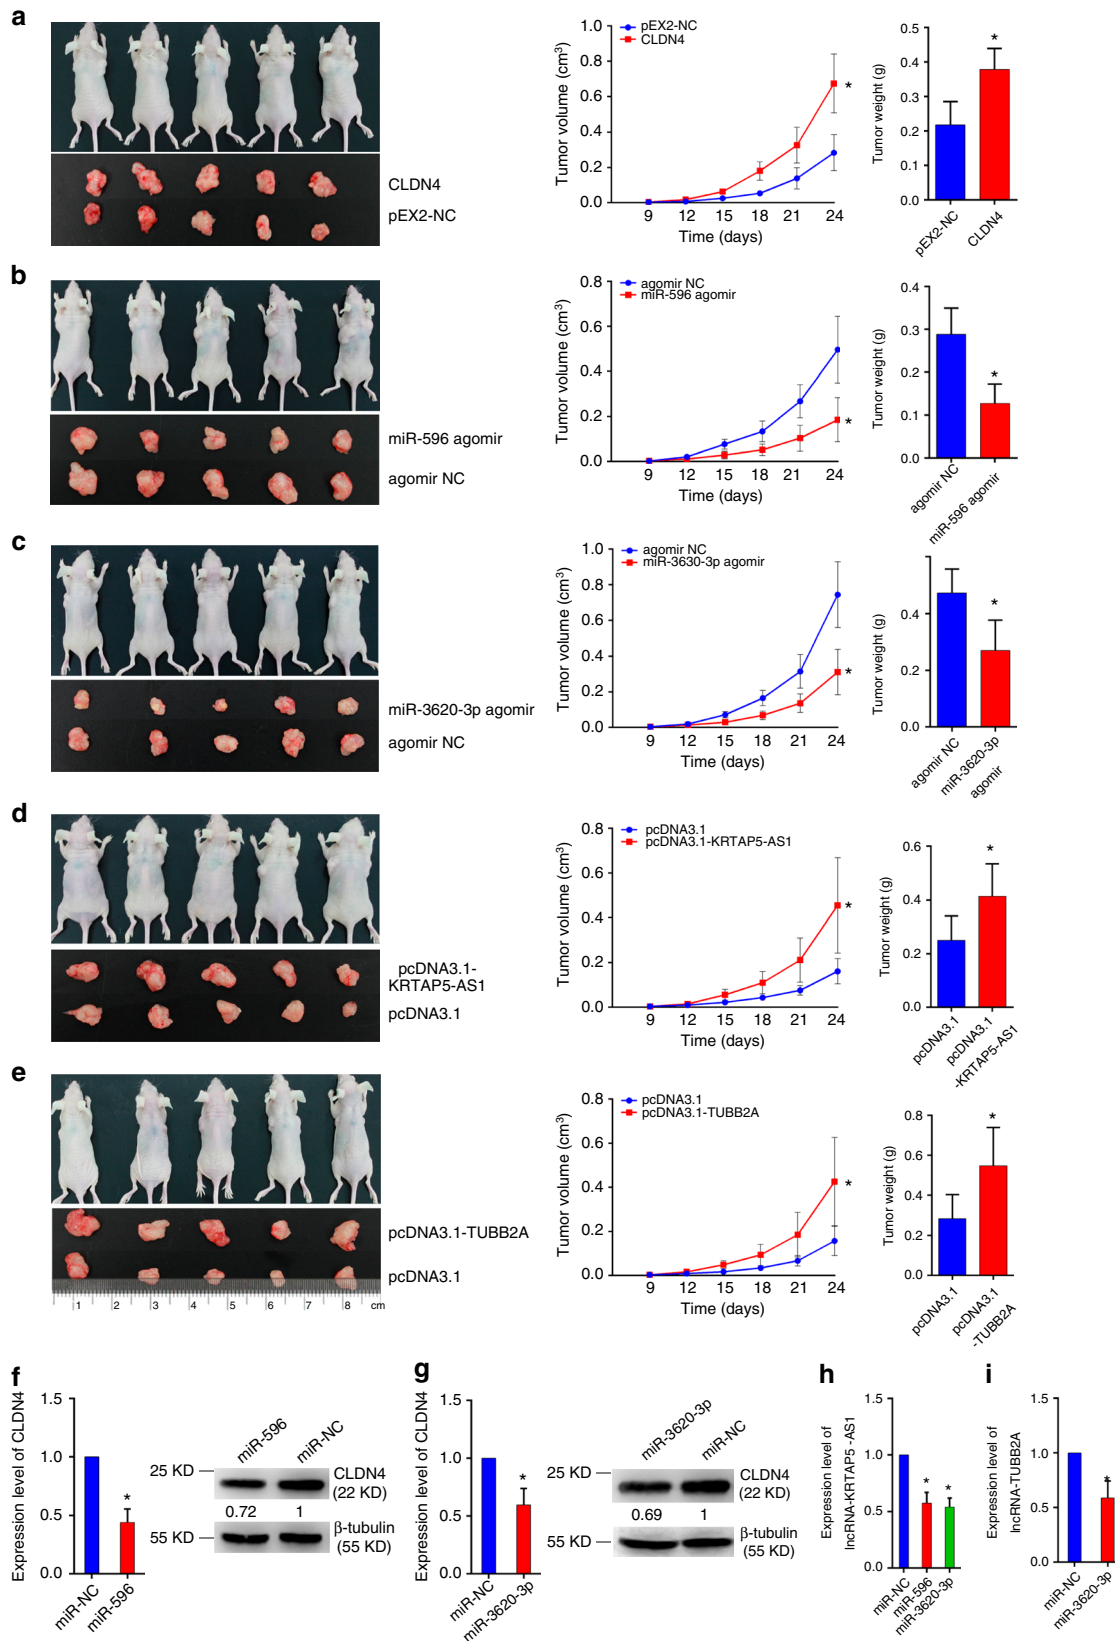 a
CLDN4
pEX2-NC
Tumor volume (cm3)
1.0
0.8
0.6
0.4
0.2
0.0
pEX2-NC
CLDN4
*
9 12 15 18 21 24
Time (days)
Tumor weight (g)
0.5
0.4
0.3
0.2
0.1
0.0
*
pEX2-NC
CLDN4
b
miR-596 agomir
agomir NC
Tumor volume (cm3)
0.8
0.6
0.4
0.2
0.0
agomir NC
miR-596 agomir
*
9 12 15 18 21 24
Time (days)
Tumor weight (g)
0.4
0.3
0.2
0.1
0.0
*
agomir NC
miR-596 agomir
c
miR-3620-3p agomir
agomir NC
Tumor volume (cm3)
1.0
0.8
0.6
0.4
0.2
0.0
agomir NC
miR-3630-3p agomir
*
9 12 15 18 21 24
Time (days)
Tumor weight (g)
0.4
0.2
0.0
*
agomir NC
miR-3620-3p
agomir
d
pcDNA3.1-
KRTAP5-AS1
pcDNA3.1
Tumor volume (cm3)
0.8
0.6
0.4
0.2
0.0
pcDNA3.1
pcDNA3.1-KRTAP5-AS1
*
9 12 15 18 21 24
Time (days)
Tumor weight (g)
0.6
0.4
0.2
0.0
*
pcDNA3.1
pcDNA3.1
-KRTAP5-AS1
e
pcDNA3.1-TUBB2A
pcDNA3.1
1 2 3 4 5 6 7 8 cm
Tumor volume (cm3)
0.8
0.6
0.4
0.2
0.0
pcDNA3.1
pcDNA3.1-TUBB2A
*
9 12 15 18 21 24
Time (days)
Tumor weight (g)
0.8
0.6
0.4
0.2
0.0
*
pcDNA3.1
pcDNA3.1
-TUBB2A
f
Expression level of CLDN4
1.5
1.0
0.5
0.0
*
miR-NC
miR-596
miR-596
miR-NC
25 KD
CLDN4
(22 KD)
0.72 1
55 KD
β-tubulin
(55 KD)
g
Expression level of CLDN4
1.5
1.0
0.5
0.0
*
miR-NC
miR-3620-3p
miR-3620-3p
miR-NC
25 KD
CLDN4
(22 KD)
0.69 1
55 KD
β-tubulin
(55 KD)
h
Expression level of
lncRNA-KRTAP5 -AS1
1.5
1.0
0.5
0.0
*
*
miR-NC
miR-596
miR-3620-3p
i
Expression level of
lncRNA-TUBB2A
1.5
1.0
0.5
0.0
*
miR-NC
miR-3620-3p